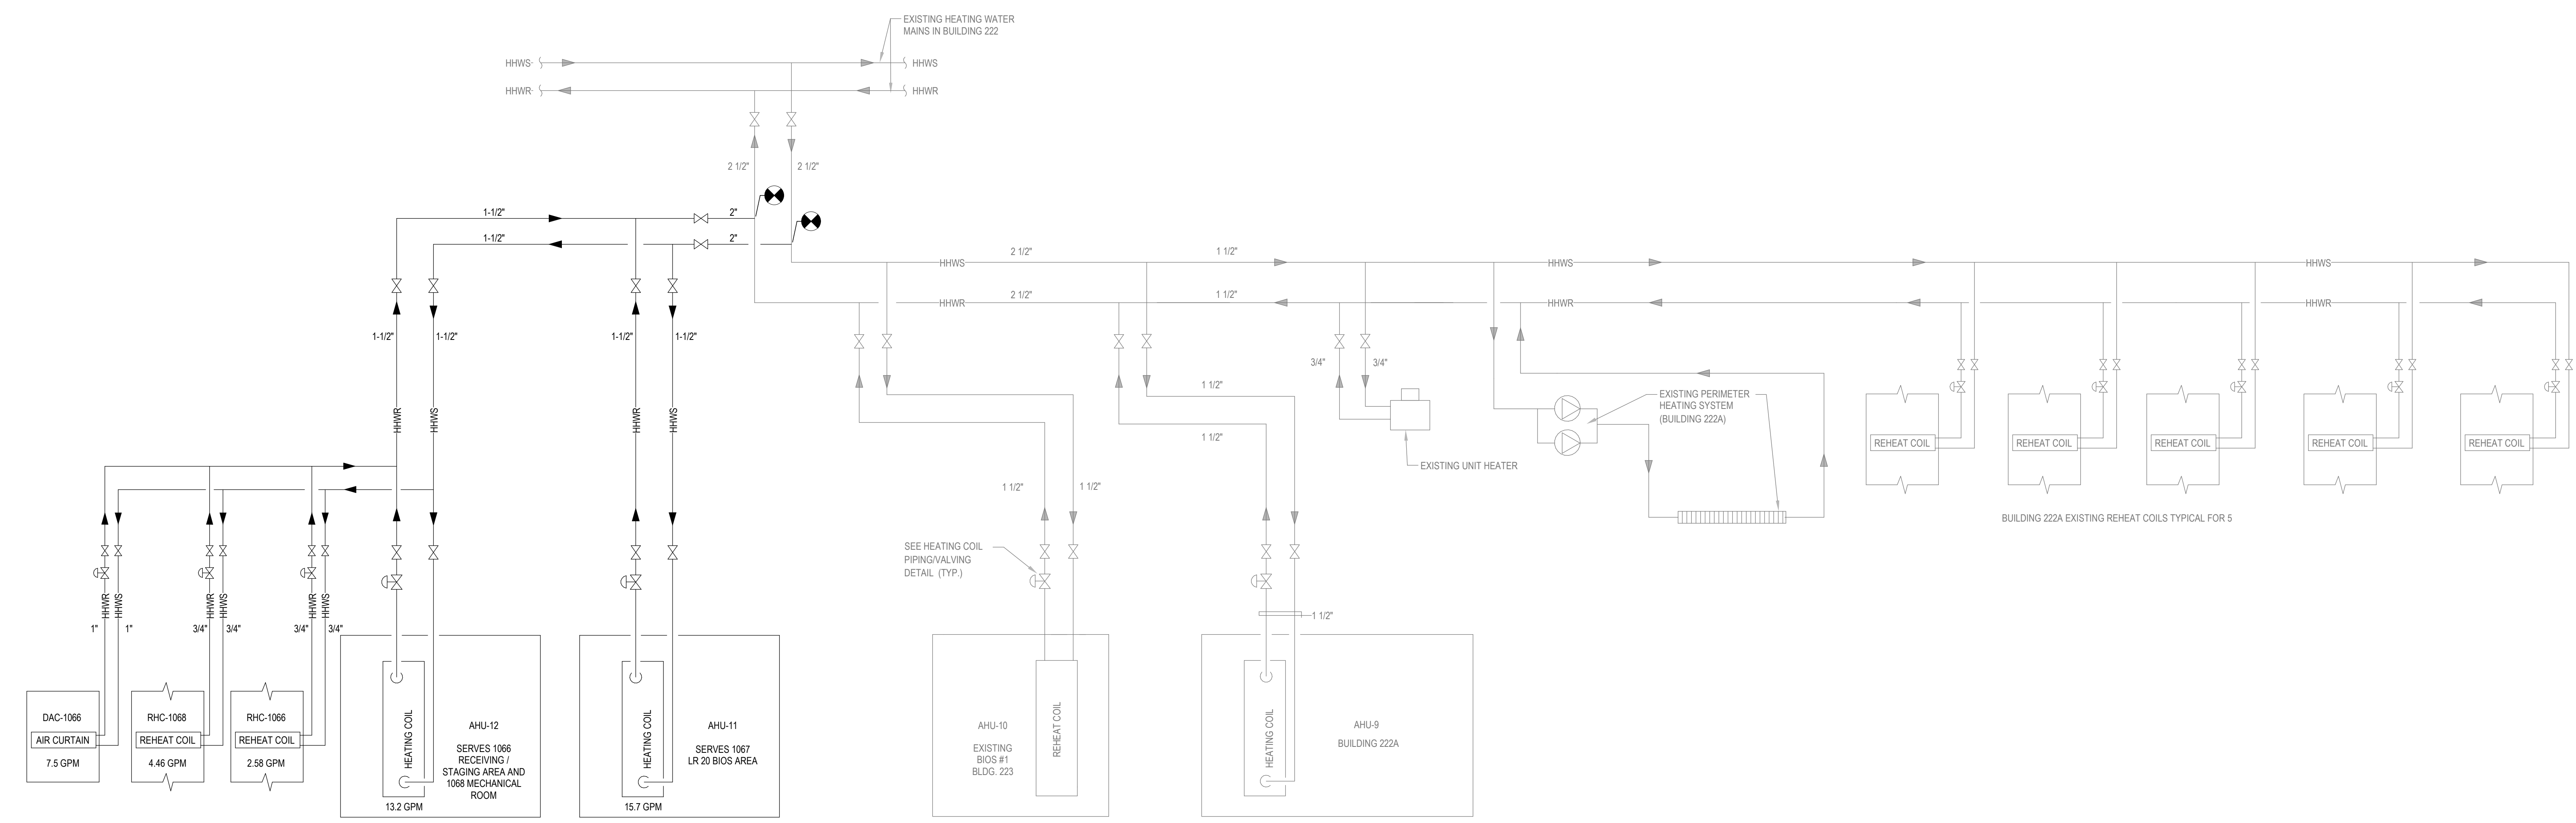 EXISTING HEATING WATER
MAINS IN BUILDING 222
HHWS
HHWS
HHWR
HHWR
2 1/2"
2 1/2"
1-1/2"
2"
1-1/2"
2"
2 1/2"
1 1/2"
HHWS
HHWS
HHWS
2 1/2"
1 1/2"
HHWR
HHWR
HHWR
1-1/2"
1-1/2"
1-1/2"
1-1/2"
3/4"
3/4"
1 1/2"
1 1/2"
HHWR
HHWS
HHWR
HHWS
EXISTING PERIMETER
HEATING SYSTEM
(BUILDING 222A)
EXISTING UNIT HEATER
REHEAT COIL
REHEAT COIL
REHEAT COIL
REHEAT COIL
REHEAT COIL
BUILDING 222A EXISTING REHEAT COILS TYPICAL FOR 5
1 1/2"
1 1/2"
SEE HEATING COIL
PIPING/VALVING
DETAIL (TYP.)
1 1/2"
HHWR
HHWS
HHWR
HHWS
HHWR
HHWS
1"
1"
3/4"
3/4"
3/4"
3/4"
DAC-1066
AIR CURTAIN
7.5 GPM
RHC-1068
REHEAT COIL
4.46 GPM
RHC-1066
REHEAT COIL
2.58 GPM
HEATING COIL
13.2 GPM
AHU-12
SERVES 1066
RECEIVING /
STAGING AREA AND
1068 MECHANICAL
ROOM
HEATING COIL
15.7 GPM
AHU-11
SERVES 1067
LR 20 BIOS AREA
AHU-10
EXISTING
BIOS #1
BLDG. 223
REHEAT COIL
HEATING COIL
AHU-9
BUILDING 222A